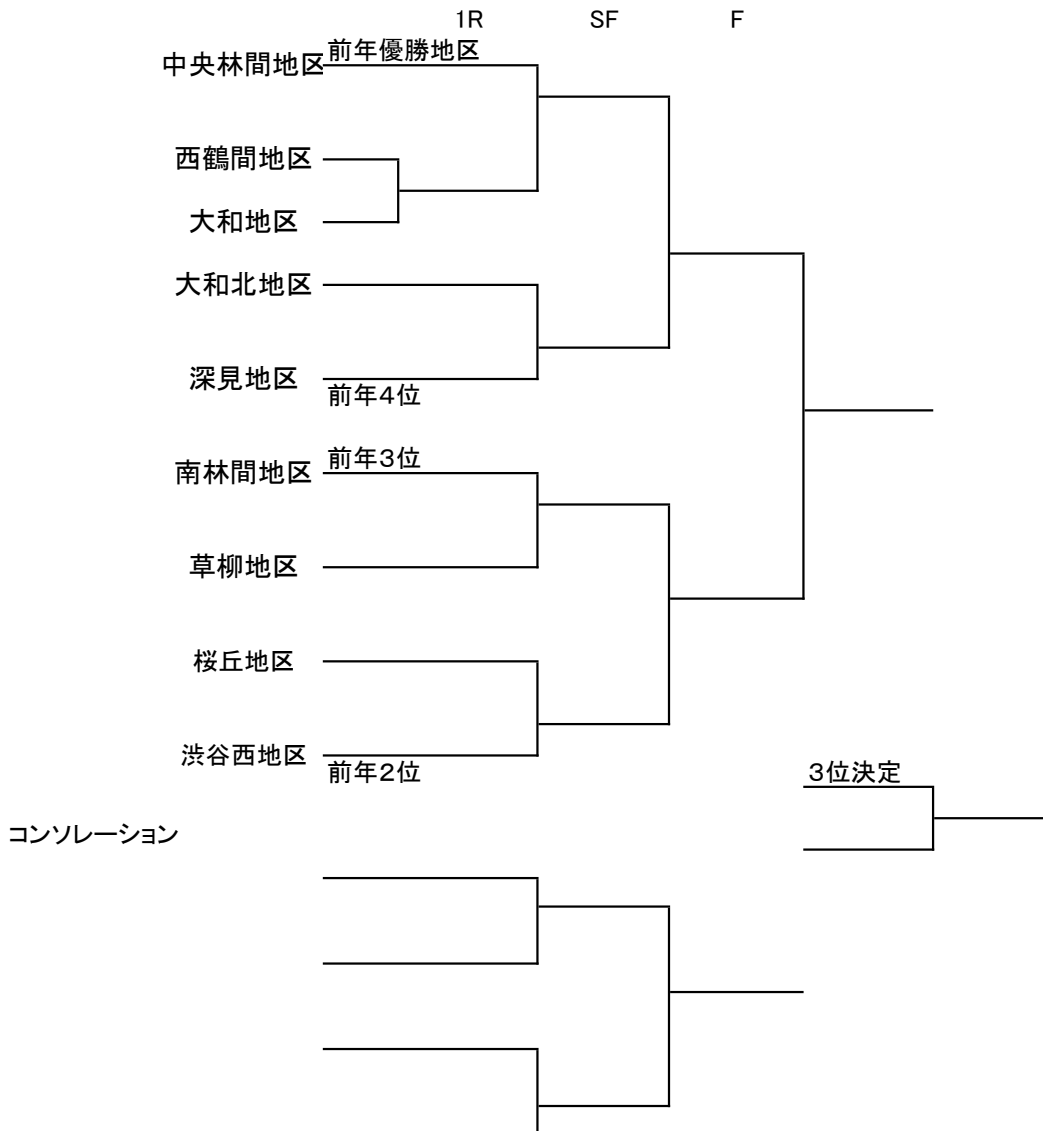 1R SF F
中央林間地区 前年優勝地区
西鶴間地区
大和地区
大和北地区
深見地区 前年4位
南林間地区 前年3位
草柳地区
桜丘地区
渋谷西地区 前年2位
3位決定
コンソレーション